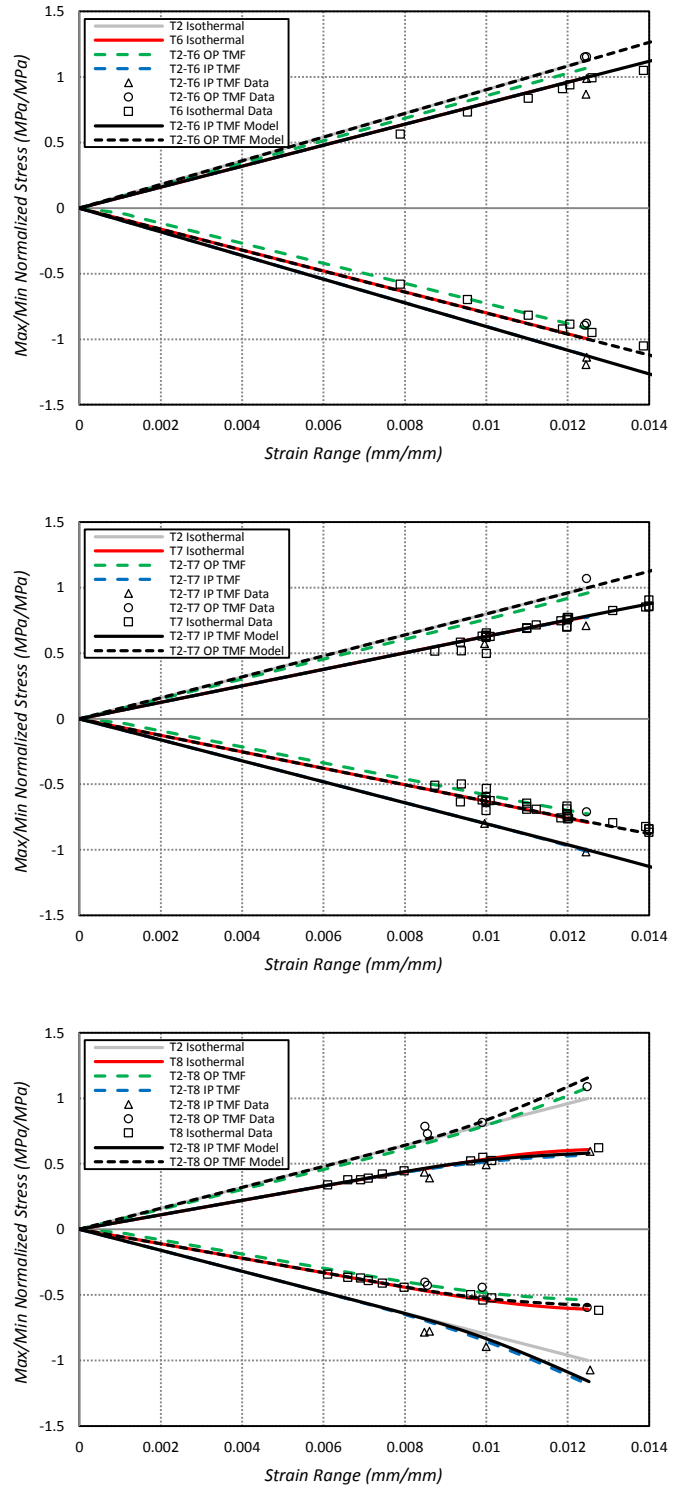 1.5
1
0.5
0
-0.5
-1
-1.5
Max/Min Normalized Stress (MPa/MPa)
T2 Isothermal
T6 Isothermal
T2-T6 OP TMF
T2-T6 IP TMF
T2-T6 IP TMF Data
T2-T6 OP TMF Data
T6 Isothermal Data
T2-T6 IP TMF Model
T2-T6 OP TMF Model
0 0.002 0.004 0.006 0.008 0.01 0.012 0.014
Strain Range (mm/mm)
1.5
1
0.5
0
-0.5
-1
-1.5
Max/Min Normalized Stress (MPa/MPa)
T2 Isothermal
T7 Isothermal
T2-T7 OP TMF
T2-T7 IP TMF
T2-T7 IP TMF Data
T2-T7 OP TMF Data
T7 Isothermal Data
T2-T7 IP TMF Model
T2-T7 OP TMF Model
0 0.002 0.004 0.006 0.008 0.01 0.012 0.014
Strain Range (mm/mm)
1.5
1
0.5
0
-0.5
-1
-1.5
Max/Min Normalized Stress (MPa/MPa)
T2 Isothermal
T8 Isothermal
T2-T8 OP TMF
T2-T8 IP TMF
T2-T8 IP TMF Data
T2-T8 OP TMF Data
T8 Isothermal Data
T2-T8 IP TMF Model
T2-T8 OP TMF Model
0 0.002 0.004 0.006 0.008 0.01 0.012 0.014
Strain Range (mm/mm)